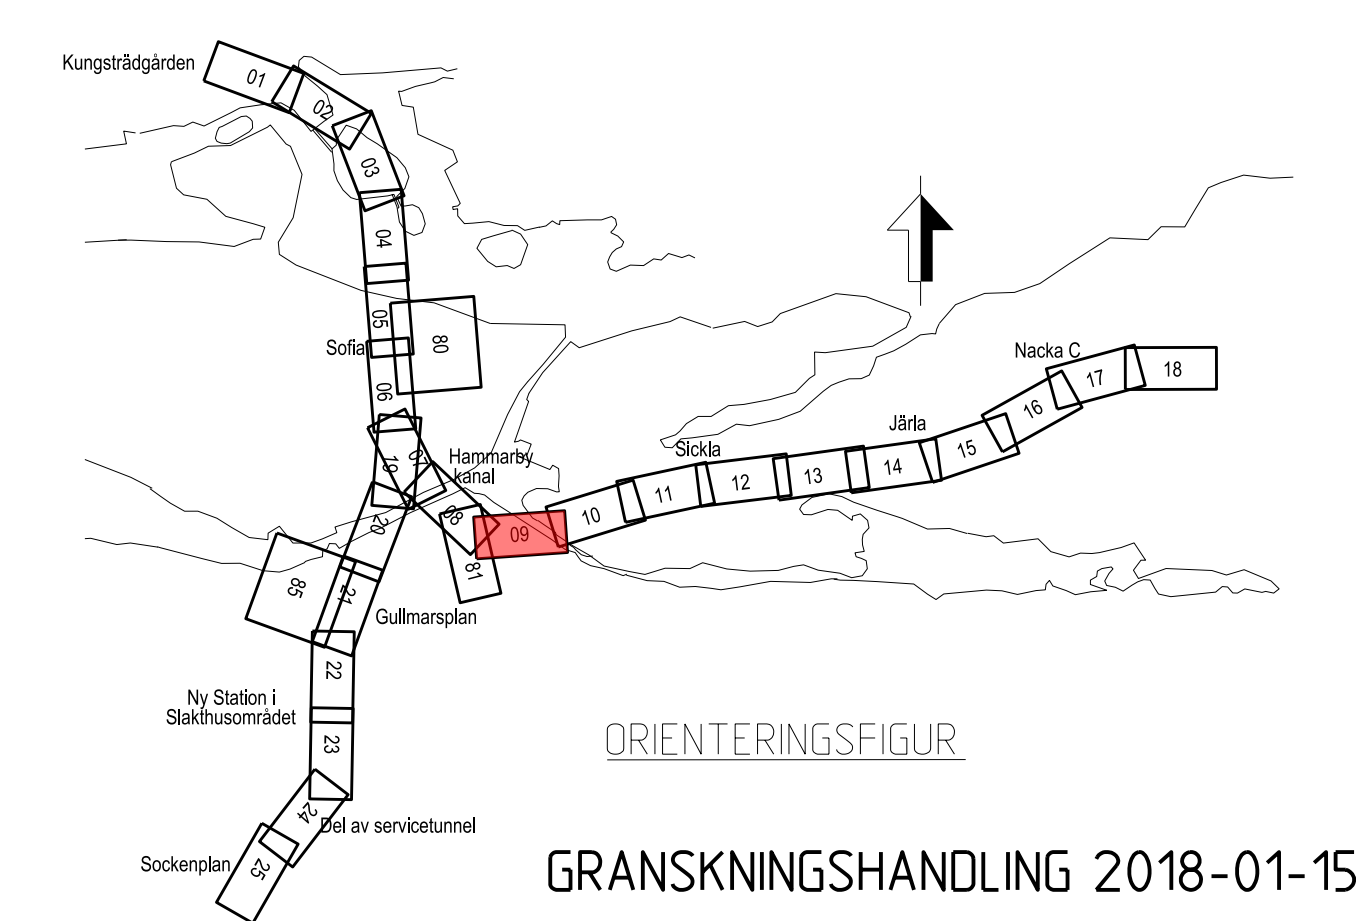 Kungsträdgården
01
02
03
04
05
Sofia
80
06
19
07
Hammarby
kanal
08
20
09
81
85
21
Gullmarsplan
22
Ny Station i
Slakthusområdet
23
24
Del av servicetunnel
Sockenplan
25
10
11
Sickla
12
13
14
Järla
15
16
Nacka C
17
18
ORIENTERINGSFIGUR
GRANSKNINGSHANDLING 2018-01-15